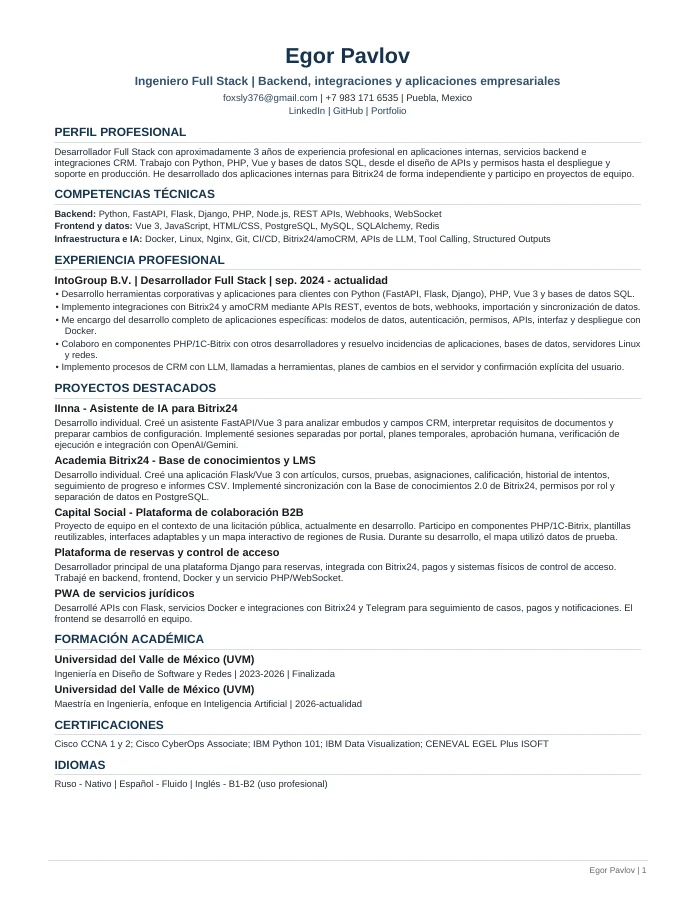 Egor Pavlov
Ingeniero Full Stack | Backend, integraciones y aplicaciones empresariales
foxsly376@gmail.com | +7 983 171 6535 | Puebla, Mexico
LinkedIn | GitHub | Portfolio
PERFIL PROFESIONAL
Desarrollador Full Stack con aproximadamente 3 años de experiencia profesional en aplicaciones internas, servicios backend e
integraciones CRM. Trabajo con Python, PHP, Vue y bases de datos SQL, desde el diseño de APIs y permisos hasta el despliegue y
soporte en producción. He desarrollado dos aplicaciones internas para Bitrix24 de forma independiente y participo en proyectos de equipo.
COMPETENCIAS TÉCNICAS
Backend: Python, FastAPI, Flask, Django, PHP, Node.js, REST APIs, Webhooks, WebSocket
Frontend y datos: Vue 3, JavaScript, HTML/CSS, PostgreSQL, MySQL, SQLAlchemy, Redis
Infraestructura e IA: Docker, Linux, Nginx, Git, CI/CD, Bitrix24/amoCRM, APIs de LLM, Tool Calling, Structured Outputs
EXPERIENCIA PROFESIONAL
IntoGroup B.V. | Desarrollador Full Stack | sep. 2024 - actualidad
• Desarrollo herramientas corporativas y aplicaciones para clientes con Python (FastAPI, Flask, Django), PHP, Vue 3 y bases de datos SQL.
• Implemento integraciones con Bitrix24 y amoCRM mediante APIs REST, eventos de bots, webhooks, importación y sincronización de datos.
• Me encargo del desarrollo completo de aplicaciones específicas: modelos de datos, autenticación, permisos, APIs, interfaz y despliegue con
Docker.
• Colaboro en componentes PHP/1C-Bitrix con otros desarrolladores y resuelvo incidencias de aplicaciones, bases de datos, servidores Linux
y redes.
• Implemento procesos de CRM con LLM, llamadas a herramientas, planes de cambios en el servidor y confirmación explícita del usuario.
PROYECTOS DESTACADOS
IInna - Asistente de IA para Bitrix24
Desarrollo individual. Creé un asistente FastAPI/Vue 3 para analizar embudos y campos CRM, interpretar requisitos de documentos y
preparar cambios de configuración. Implementé sesiones separadas por portal, planes temporales, aprobación humana, verificación de
ejecución e integración con OpenAI/Gemini.
Academia Bitrix24 - Base de conocimientos y LMS
Desarrollo individual. Creé una aplicación Flask/Vue 3 con artículos, cursos, pruebas, asignaciones, calificación, historial de intentos,
seguimiento de progreso e informes CSV. Implementé sincronización con la Base de conocimientos 2.0 de Bitrix24, permisos por rol y
separación de datos en PostgreSQL.
Capital Social - Plataforma de colaboración B2B
Proyecto de equipo en el contexto de una licitación pública, actualmente en desarrollo. Participo en componentes PHP/1C-Bitrix, plantillas
reutilizables, interfaces adaptables y un mapa interactivo de regiones de Rusia. Durante su desarrollo, el mapa utilizó datos de prueba.
Plataforma de reservas y control de acceso
Desarrollador principal de una plataforma Django para reservas, integrada con Bitrix24, pagos y sistemas físicos de control de acceso.
Trabajé en backend, frontend, Docker y un servicio PHP/WebSocket.
PWA de servicios jurídicos
Desarrollé APIs con Flask, servicios Docker e integraciones con Bitrix24 y Telegram para seguimiento de casos, pagos y notificaciones. El
frontend se desarrolló en equipo.
FORMACIÓN ACADÉMICA
Universidad del Valle de México (UVM)
Ingeniería en Diseño de Software y Redes | 2023-2026 | Finalizada
Universidad del Valle de México (UVM)
Maestría en Ingeniería, enfoque en Inteligencia Artificial | 2026-actualidad
CERTIFICACIONES
Cisco CCNA 1 y 2; Cisco CyberOps Associate; IBM Python 101; IBM Data Visualization; CENEVAL EGEL Plus ISOFT
IDIOMAS
Ruso - Nativo | Español - Fluido | Inglés - B1-B2 (uso profesional)
Egor Pavlov | 1